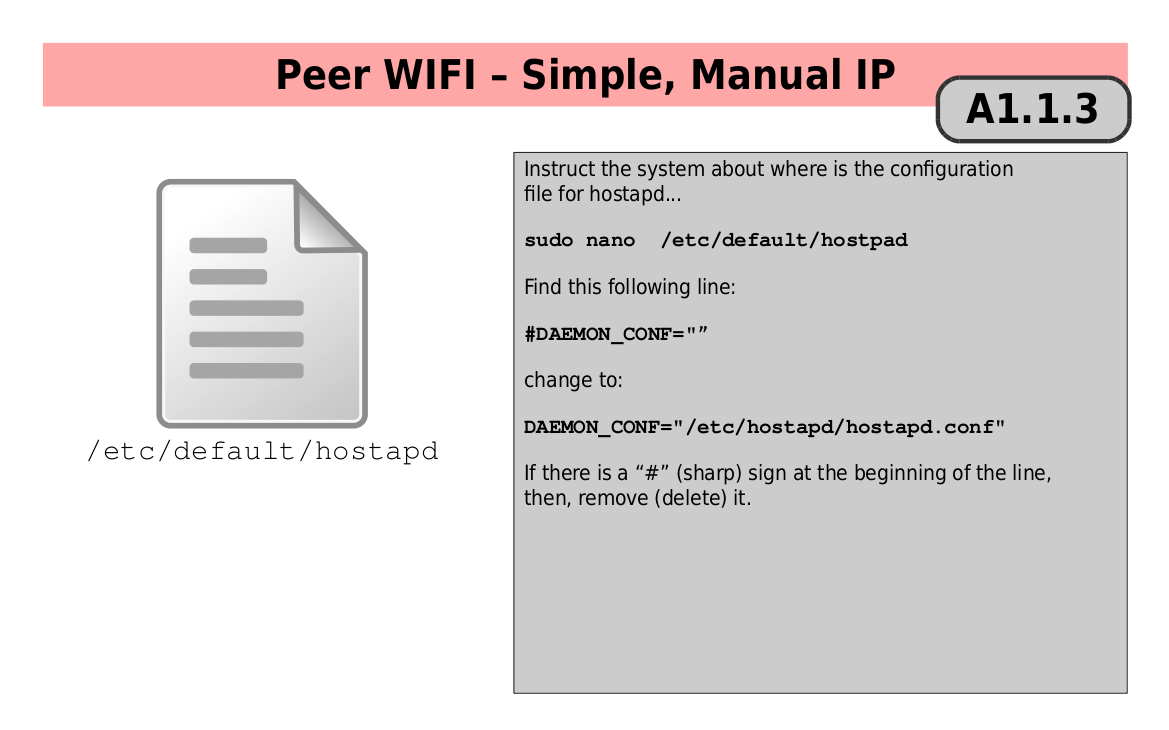 Peer WIFI – Simple, Manual IP
A1.1.3
Instruct the system about where is the configuration
file for hostapd...
sudo nano  /etc/default/hostpad
Find this following line:
#DAEMON_CONF="”
change to:
DAEMON_CONF="/etc/hostapd/hostapd.conf"
If there is a “#” (sharp) sign at the beginning of the line,
then, remove (delete) it.
/etc/default/hostapd